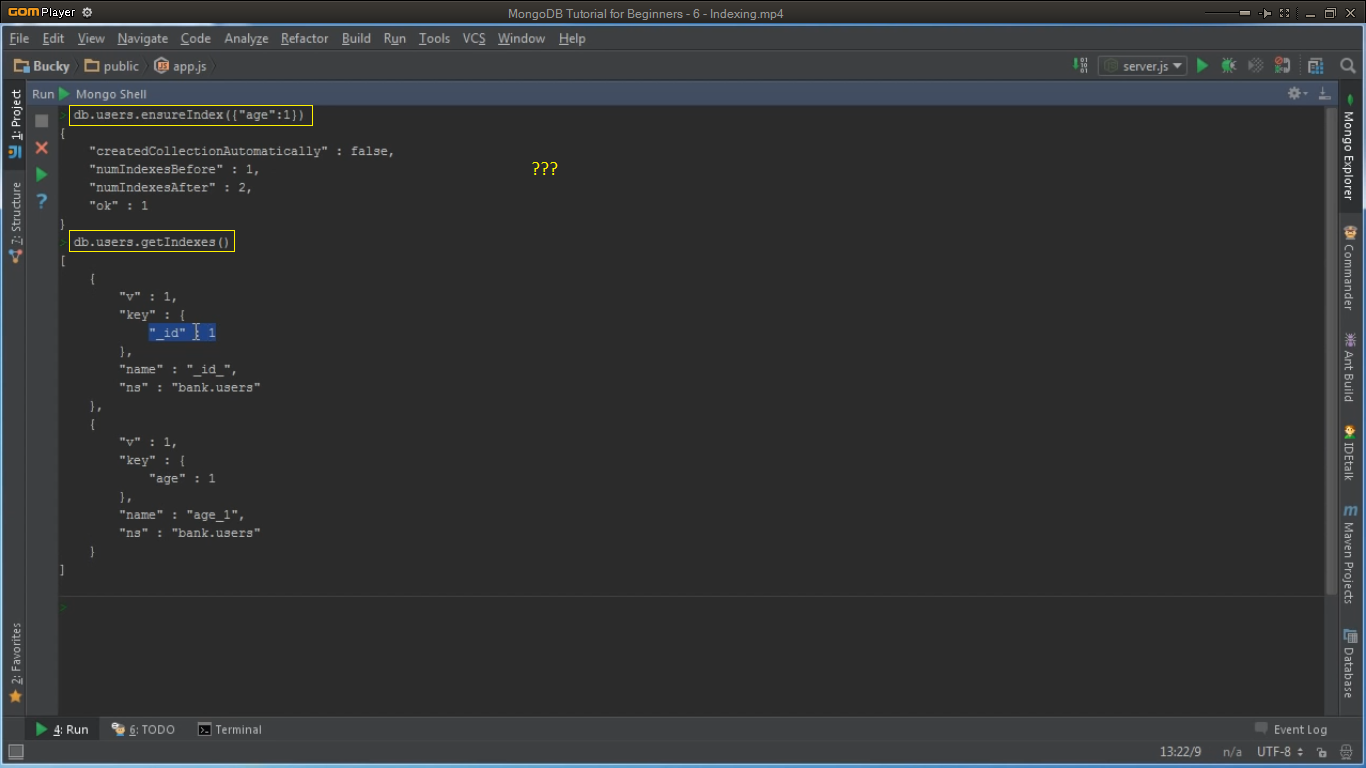 GOM Player
MongoDB Tutorial for Beginners - 6 - Indexing.mp4
File Edit View Navigate Code Analyze Refactor Build Run Tools VCS Window Help
Bucky public app.js
server.js
Run Mongo Shell
1: Project
7: Structure
2: Favorites
> db.users.ensureIndex({"age":1})
{
"createdCollectionAutomatically" : false,
"numIndexesBefore" : 1,
"numIndexesAfter" : 2,
"ok" : 1
}
???
> db.users.getIndexes()
[
{
"v" : 1,
"key" : {
"_id" : 1
},
"name" : "_id_",
"ns" : "bank.users"
},
{
"v" : 1,
"key" : {
"age" : 1
},
"name" : "age_1",
"ns" : "bank.users"
}
]
>
Mongo Explorer
Commander
Ant Build
IDEtalk
Maven Projects
Database
4: Run 6: TODO Terminal
Event Log
13:22/9 n/a UTF-8